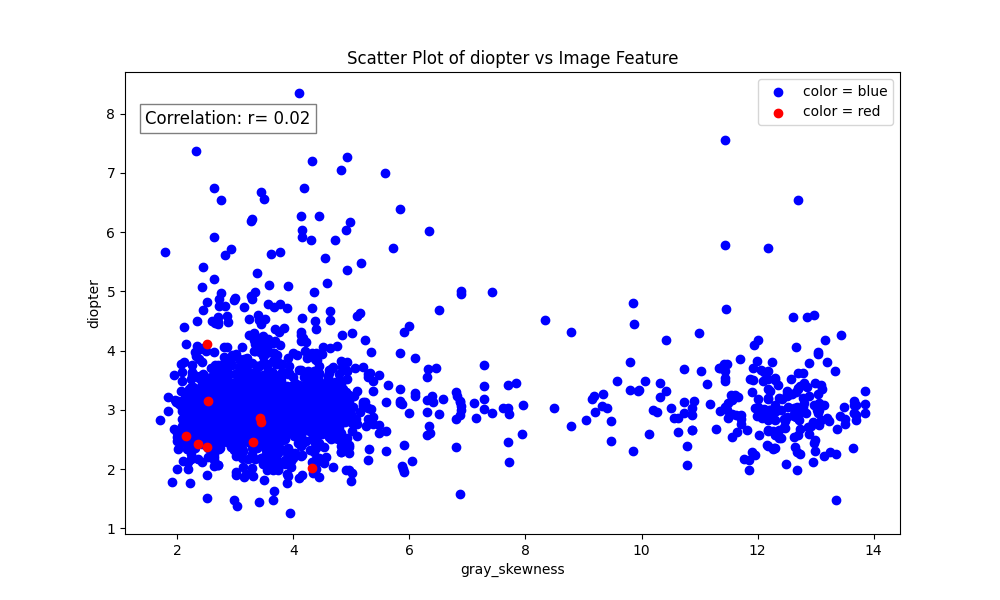 Scatter Plot of diopter vs Image Feature
Correlation: r= 0.02
color = blue
color = red
diopter
8
7
6
5
4
3
2
1
2 4 6 8 10 12 14
gray_skewness